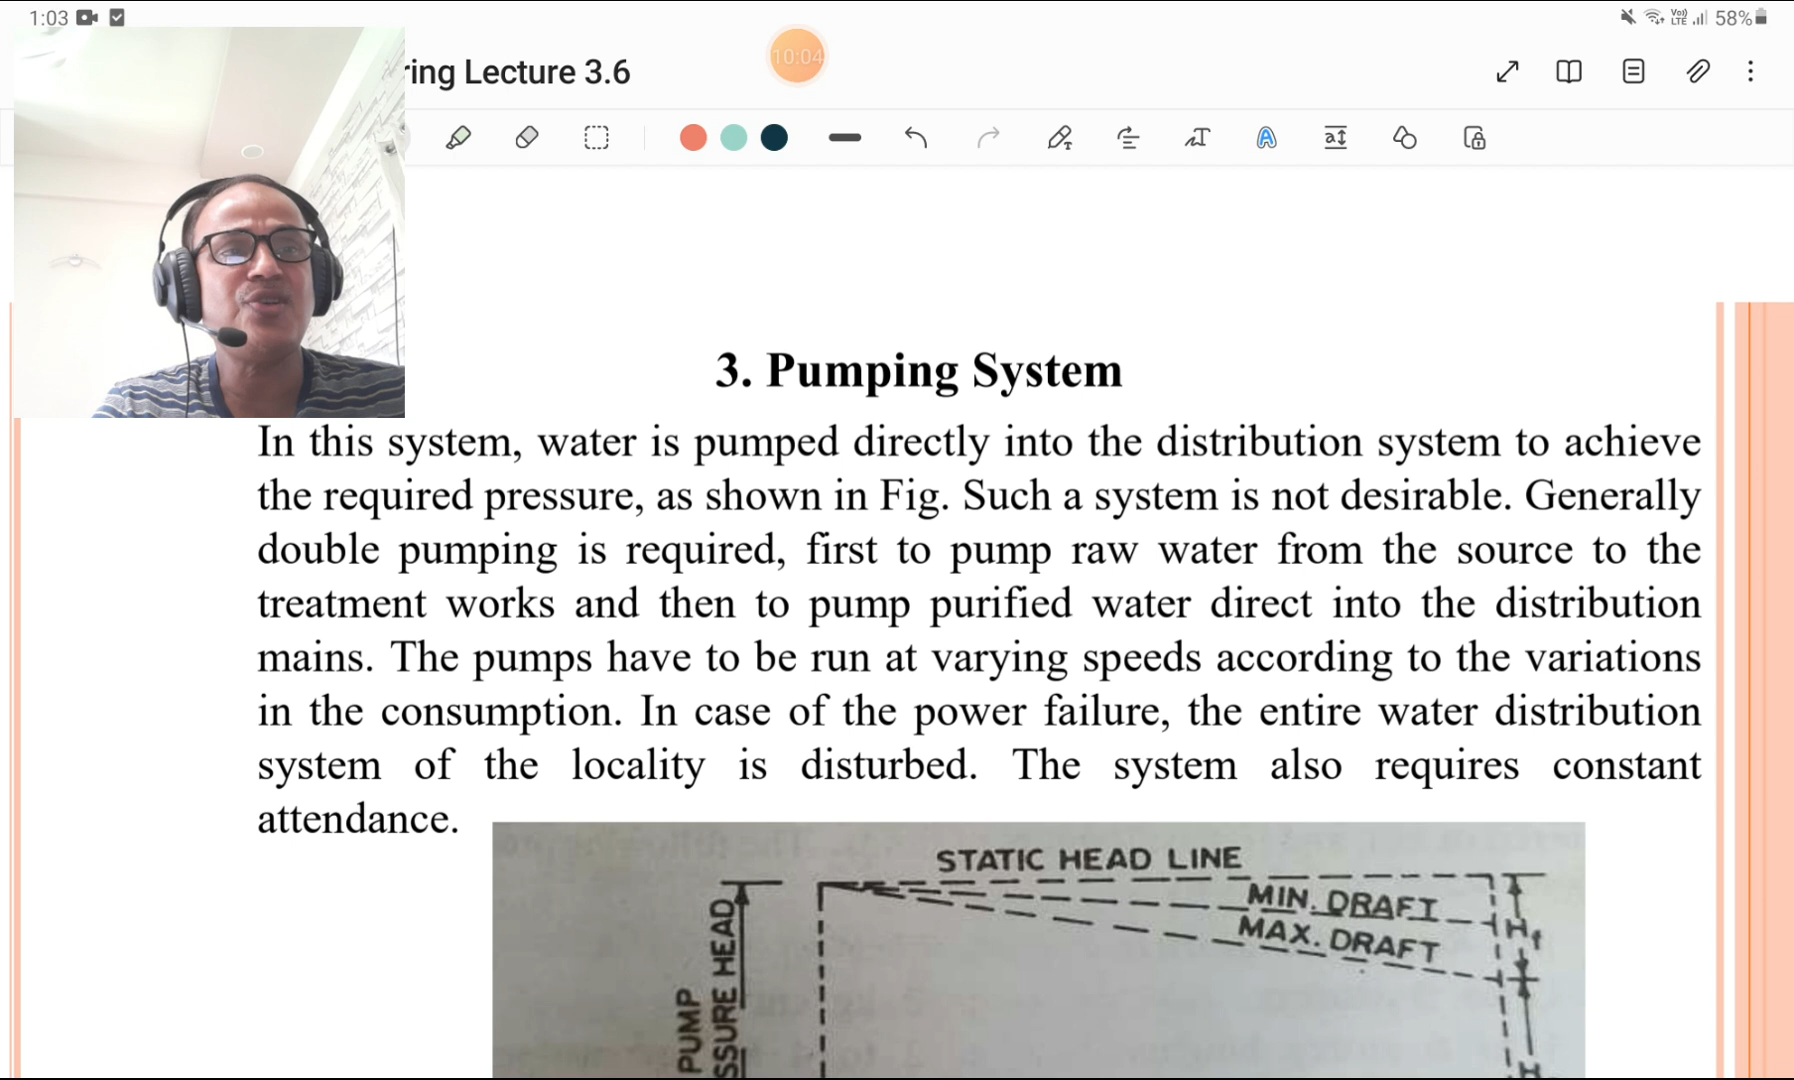 1:03
58%
ring Lecture 3.6
10:04
3. Pumping System
In this system, water is pumped directly into the distribution system to achieve
the required pressure, as shown in Fig. Such a system is not desirable. Generally
double pumping is required, first to pump raw water from the source to the
treatment works and then to pump purified water direct into the distribution
mains. The pumps have to be run at varying speeds according to the variations
in the consumption. In case of the power failure, the entire water distribution
system of the locality is disturbed. The system also requires constant
attendance.
STATIC HEAD LINE
MIN. DRAFT
MAX. DRAFT
Hf
PUMP
SSURE HEAD
H